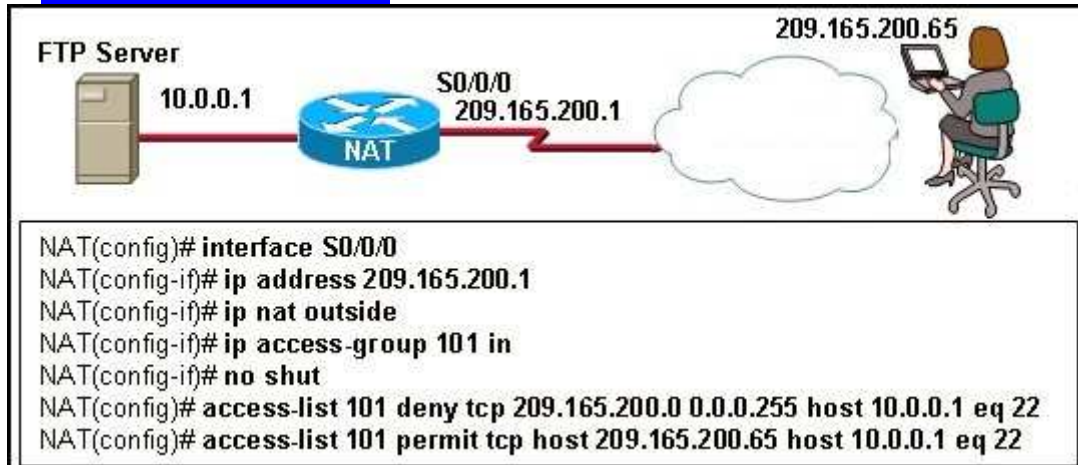 209.165.200.65
FTP Server
10.0.0.1
S0/0/0
209.165.200.1
NAT
NAT(config)# interface S0/0/0
NAT(config-if)# ip address 209.165.200.1
NAT(config-if)# ip nat outside
NAT(config-if)# ip access-group 101 in
NAT(config-if)# no shut
NAT(config)# access-list 101 deny tcp 209.165.200.0 0.0.0.255 host 10.0.0.1 eq 22
NAT(config)# access-list 101 permit tcp host 209.165.200.65 host 10.0.0.1 eq 22